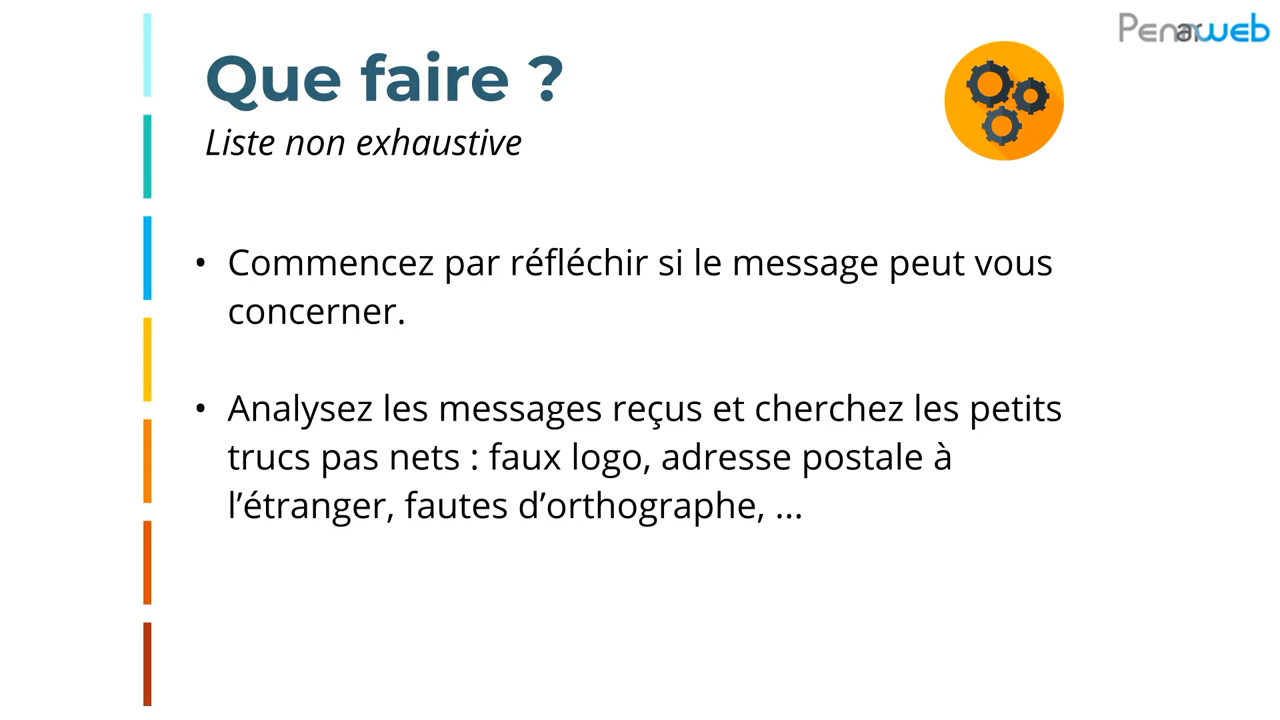 Penarweb
Que faire ?
Liste non exhaustive
• Commencez par réfléchir si le message peut vous
concerner.
• Analysez les messages reçus et cherchez les petits
trucs pas nets : faux logo, adresse postale à
l’étranger, fautes d’orthographe, ...